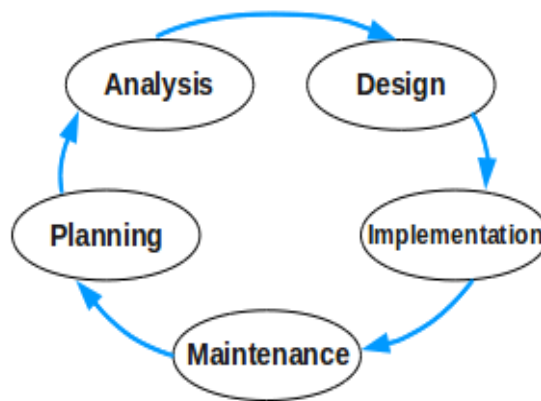 Analysis
Design
Planning
Implementation
Maintenance